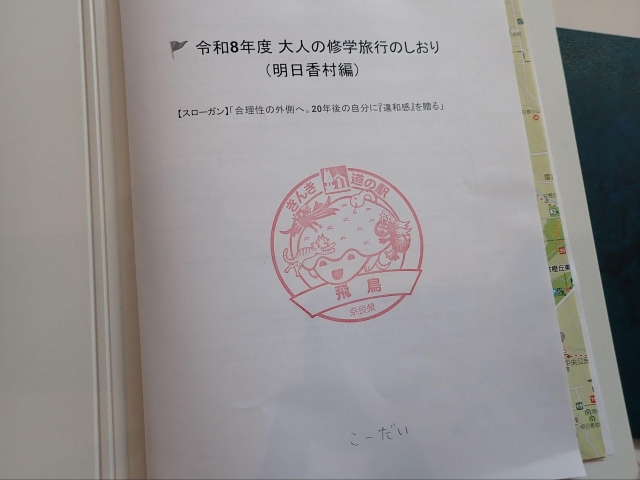 令和8年度 大人の修学旅行のしおり
（明日香村編）
【スローガン】「合理性の外側へ。20年後の自分に『違和感』を贈る」
きんき 道の駅
飛鳥
奈良県
こーだい